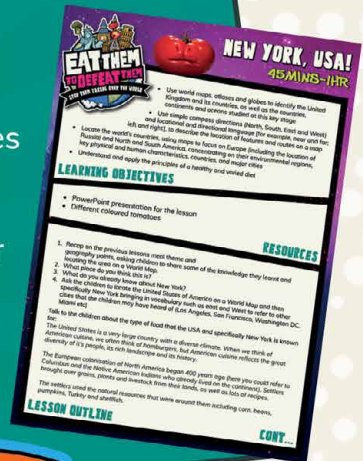 es
r
EAT THEM
TO DEFEAT THEM
STOP THEM TAKING OVER THE WORLD
NEW YORK, USA!
45MINS-1HR
• Use world maps, atlases and globes to identify the United
Kingdom and its countries, as well as the countries,
continents and oceans studied at this key stage
• Use simple compass directions (North, South, East and West)
and locational and directional language (for example, near and far;
left and right), to describe the location of features and routes on a map
• Locate the world's countries, using maps to focus on Europe (including the location of
Russia) and North and South America, concentrating on their environmental regions,
key physical and human characteristics, countries, and major cities
• Understand and apply the principles of a healthy and varied diet
LEARNING OBJECTIVES
• PowerPoint presentation for the lesson
• Different coloured tomatoes
RESOURCES
1. Recap on the previous lessons meet theme and
geography points, asking children to share some of the knowledge they learnt and
locating the area on a World Map.
2. What place do you think this is?
3. What do you already know about New York?
4. Ask the children to locate the United States of America on a World Map and then
specifically New York bringing in vocabulary such as east and West to refer to other
cities that the children may have heard of (Los Angeles, San Francisco, Washington DC,
Miami etc)
Talk to the children about the type of food that the USA and specifically New York is known
for:
The United States is a very large country with a diverse climate. When we think of
American cuisine, we often think of hamburgers, but American cuisine reflects the great
diversity of it's people, its rich landscape and its history.
The European colonisation of North America began 400 years ago (here you could refer to
Columbus and the Native American Indians who already lived on the continent). Settlers
brought over grains, plants and livestock from their lands, as well as lots of recipes.
The settlers used the natural resources that were around them including corn, beans,
pumpkins, Turkey and shellfish.
LESSON OUTLINE
CONT...